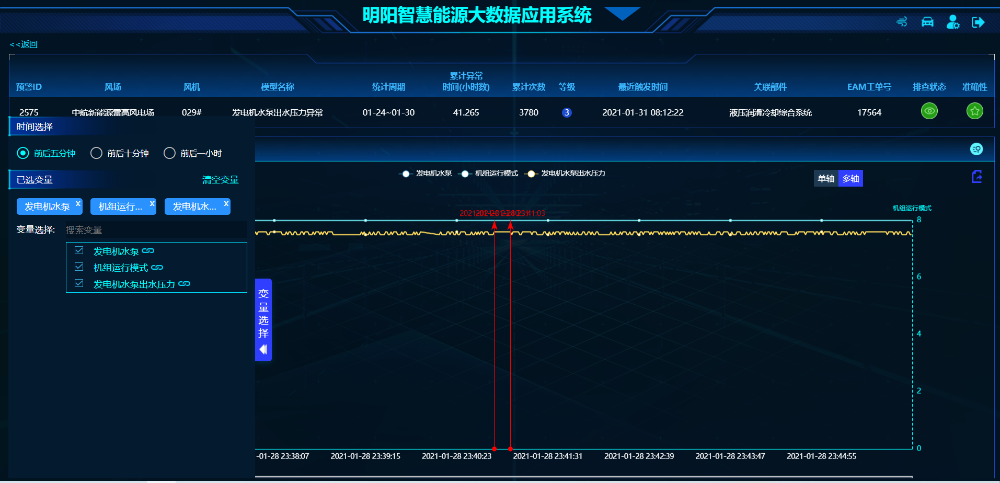 明阳智慧能源大数据应用系统
<<返回
预警ID 风场 风机 模型名称 统计周期 累计异常时间(小时数) 累计次数 等级 最近触发时间 关联部件 EAM工单号 排查状态 准确性
2575 中航新能源雷高风电场 029# 发电机水泵出水压力异常 01-24~01-30 41.265 3780 3 2021-01-31 08:12:22 液压润滑冷却综合系统 17564
时间选择
前后五分钟 前后十分钟 前后一小时
已选变量 清空变量
发电机水泵 x 机组运行... x 发电机水... x
变量选择: 搜索变量
发电机水泵
机组运行模式
发电机水泵出水压力
变量选择
发电机水泵 机组运行模式 发电机水泵出水压力
单轴 多轴
机组运行模式
8
6
4
2
0
-01-28 23:38:07 2021-01-28 23:39:15 2021-01-28 23:40:23 2021-01-28 23:41:31 2021-01-28 23:42:39 2021-01-28 23:43:47 2021-01-28 23:44:55